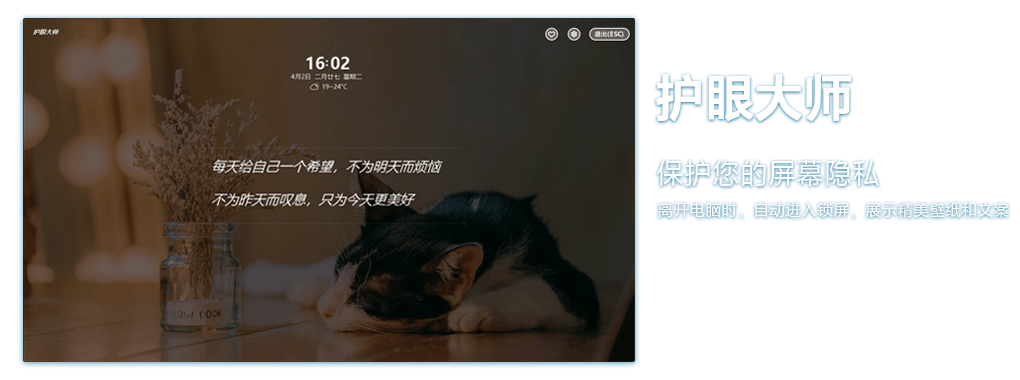 护眼大师
退出(ESC)
16:02
4月2日 二月廿七 星期二
19~24°C
每天给自己一个希望，不为明天而烦恼
不为昨天而叹息，只为今天更美好
护眼大师
保护您的屏幕隐私
离开电脑时，自动进入锁屏，展示精美壁纸和文案